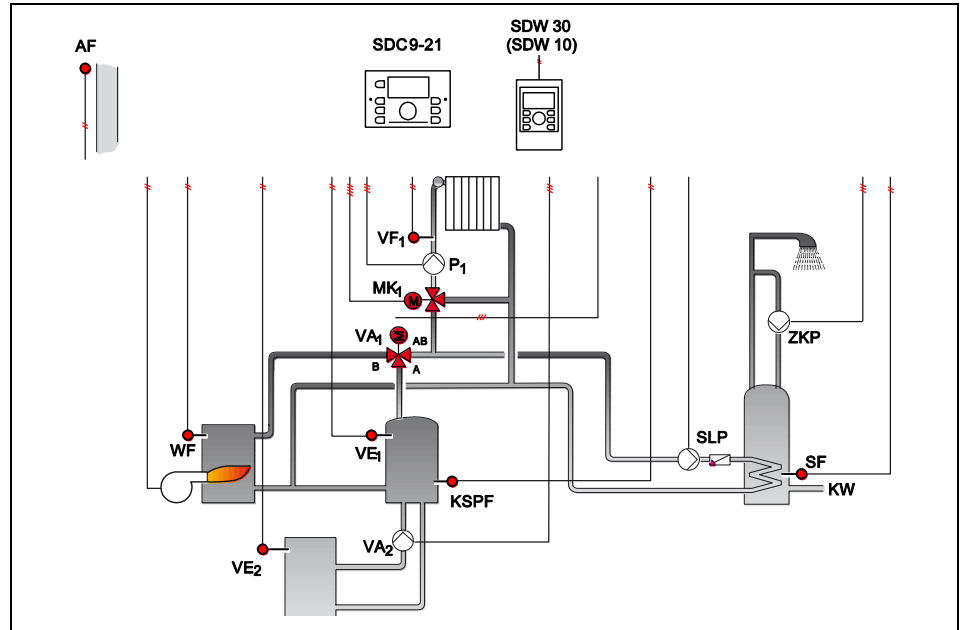 AF
SDC9-21
SDW 30
(SDW 10)
VF1
P1
MK1
M
VA1
M
AB
B
A
ZKP
WF
VE1
KSPF
SLP
SF
KW
VA2
VE2